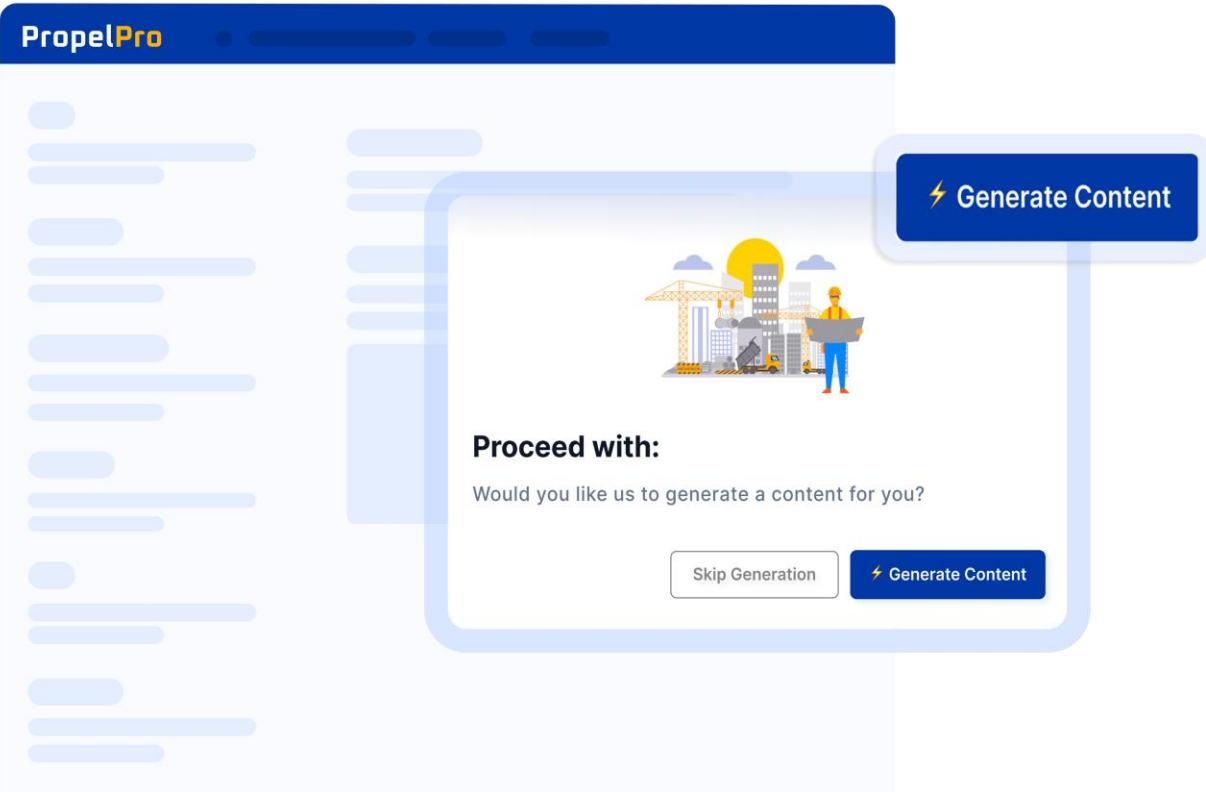 PropelPro
⚡ Generate Content
Proceed with:
Would you like us to generate a content for you?
Skip Generation
⚡ Generate Content